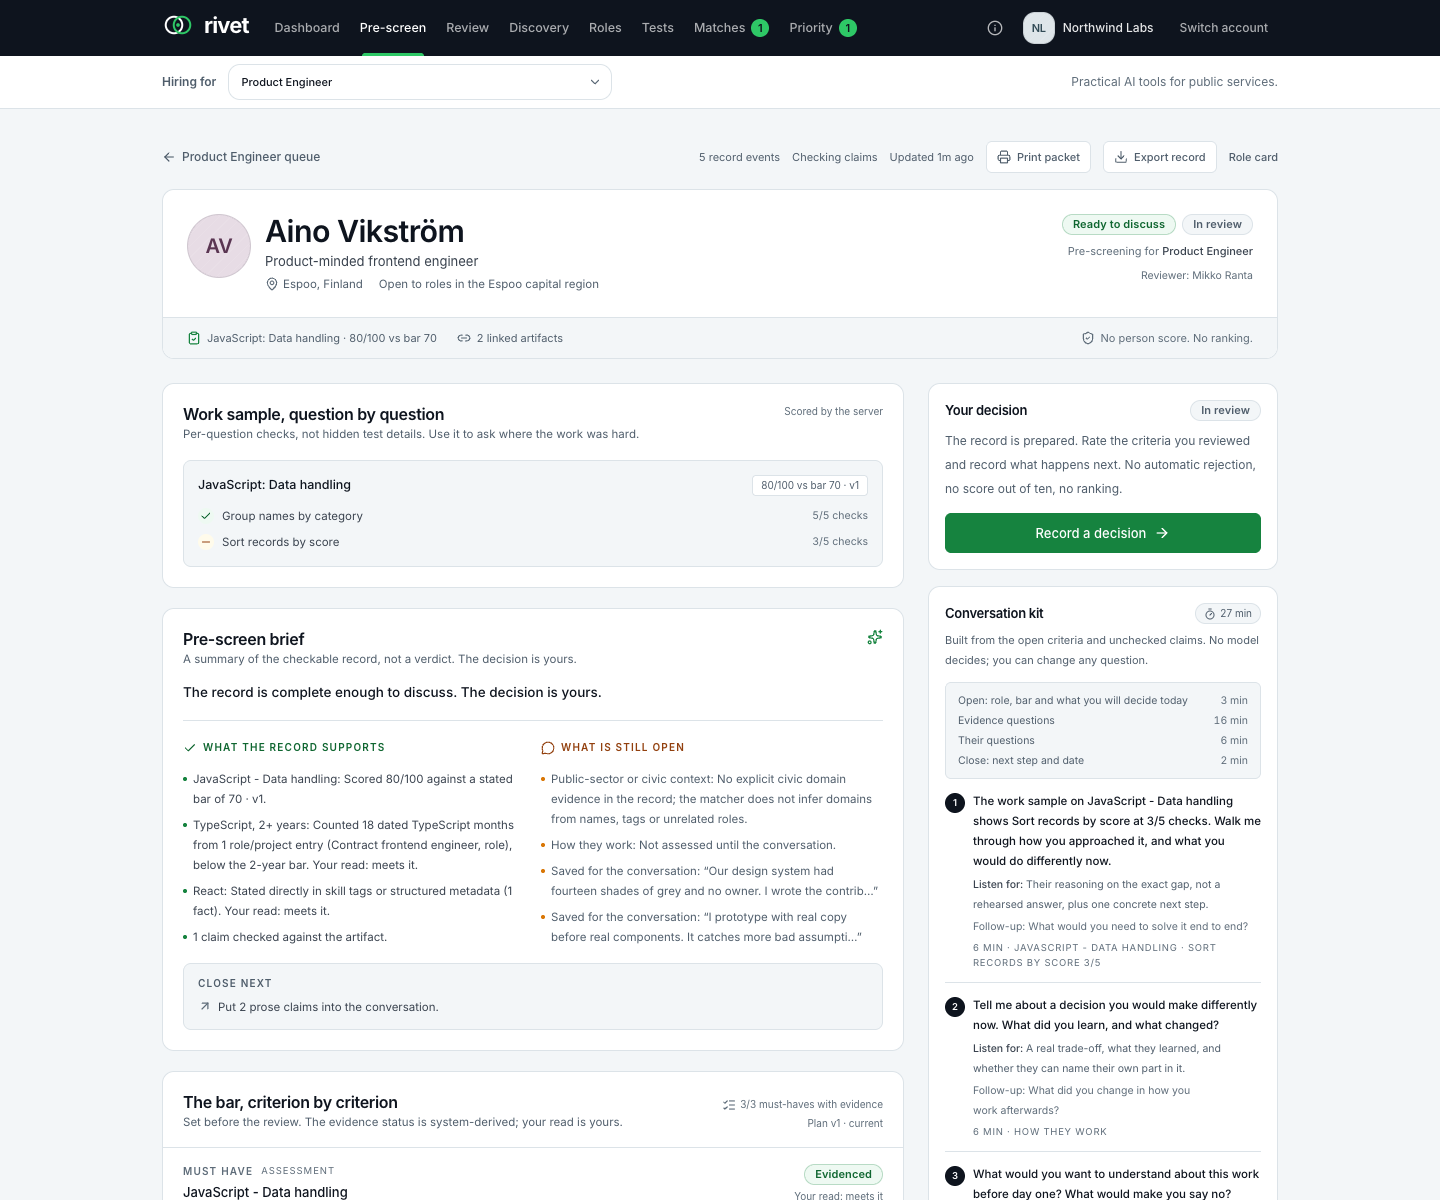 rivet
Dashboard Pre-screen Review Discovery Roles Tests Matches 1 Priority 1 NL Northwind Labs Switch account
Hiring for Product Engineer Practical AI tools for public services.
Product Engineer queue 5 record events Checking claims Updated 1m ago Print packet Export record Role card
AV
Aino Vikström
Product-minded frontend engineer
Espoo, Finland Open to roles in the Espoo capital region
Ready to discuss In review
Pre-screening for Product Engineer
Reviewer: Mikko Ranta
JavaScript: Data handling · 80/100 vs bar 70 2 linked artifacts No person score. No ranking.
Work sample, question by question Scored by the server
Per-question checks, not hidden test details. Use it to ask where the work was hard.
JavaScript: Data handling 80/100 vs bar 70 · v1
Group names by category 5/5 checks
Sort records by score 3/5 checks
Pre-screen brief
A summary of the checkable record, not a verdict. The decision is yours.
The record is complete enough to discuss. The decision is yours.
WHAT THE RECORD SUPPORTS
JavaScript - Data handling: Scored 80/100 against a stated
bar of 70 · v1.
TypeScript, 2+ years: Counted 18 dated TypeScript months
from 1 role/project entry (Contract frontend engineer, role),
below the 2-year bar. Your read: meets it.
React: Stated directly in skill tags or structured metadata (1
fact). Your read: meets it.
1 claim checked against the artifact.
WHAT IS STILL OPEN
Public-sector or civic context: No explicit civic domain
evidence in the record; the matcher does not infer domains
from names, tags or unrelated roles.
How they work: Not assessed until the conversation.
Saved for the conversation: “Our design system had
fourteen shades of grey and no owner. I wrote the contrib…”
Saved for the conversation: “I prototype with real copy
before real components. It catches more bad assumpti…”
CLOSE NEXT
Put 2 prose claims into the conversation.
The bar, criterion by criterion 3/3 must-haves with evidence
Set before the review. The evidence status is system-derived; your read is yours. Plan v1 · current
MUST HAVE ASSESSMENT Evidenced
JavaScript - Data handling Your read: meets it
Your decision In review
The record is prepared. Rate the criteria you reviewed
and record what happens next. No automatic rejection,
no score out of ten, no ranking.
Record a decision
Conversation kit 27 min
Built from the open criteria and unchecked claims. No model
decides; you can change any question.
Open: role, bar and what you will decide today 3 min
Evidence questions 16 min
Their questions 6 min
Close: next step and date 2 min
1 The work sample on JavaScript - Data handling
shows Sort records by score at 3/5 checks. Walk me
through how you approached it, and what you
would do differently now.
Listen for: Their reasoning on the exact gap, not a
rehearsed answer, plus one concrete next step.
Follow-up: What would you need to solve it end to end?
6 MIN · JAVASCRIPT - DATA HANDLING · SORT
RECORDS BY SCORE 3/5
2 Tell me about a decision you would make differently
now. What did you learn, and what changed?
Listen for: A real trade-off, what they learned, and
whether they can name their own part in it.
Follow-up: What did you change in how you
work afterwards?
6 MIN · HOW THEY WORK
3 What would you want to understand about this work
before day one? What would make you say no?